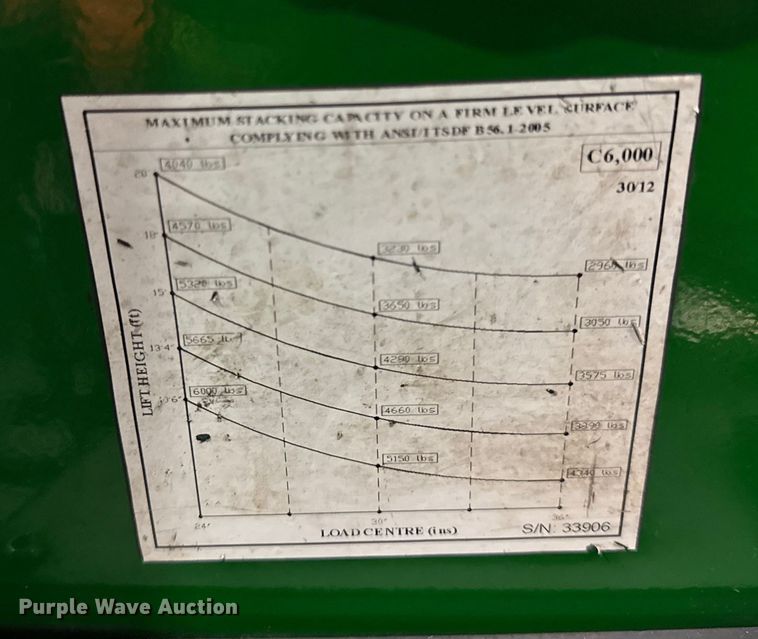 MAXIMUM STACKING CAPACITY ON A FIRM LEVEL SURFACE
COMPLYING WITH ANSI/ITSDF B56.1-2005
C6,000
30/12
20'
4040 lbs
3230 lbs
2960 lbs
18'
4570 lbs
3650 lbs
3050 lbs
15'
5320 lbs
4290 lbs
3575 lbs
13'4"
5665 lbs
4660 lbs
3890 lbs
6000 lbs
5150 lbs
4340 lbs
LIFT HEIGHT (ft)
24"
30"
36"
LOAD CENTRE (ins)
S/N: 33906
Purple Wave Auction